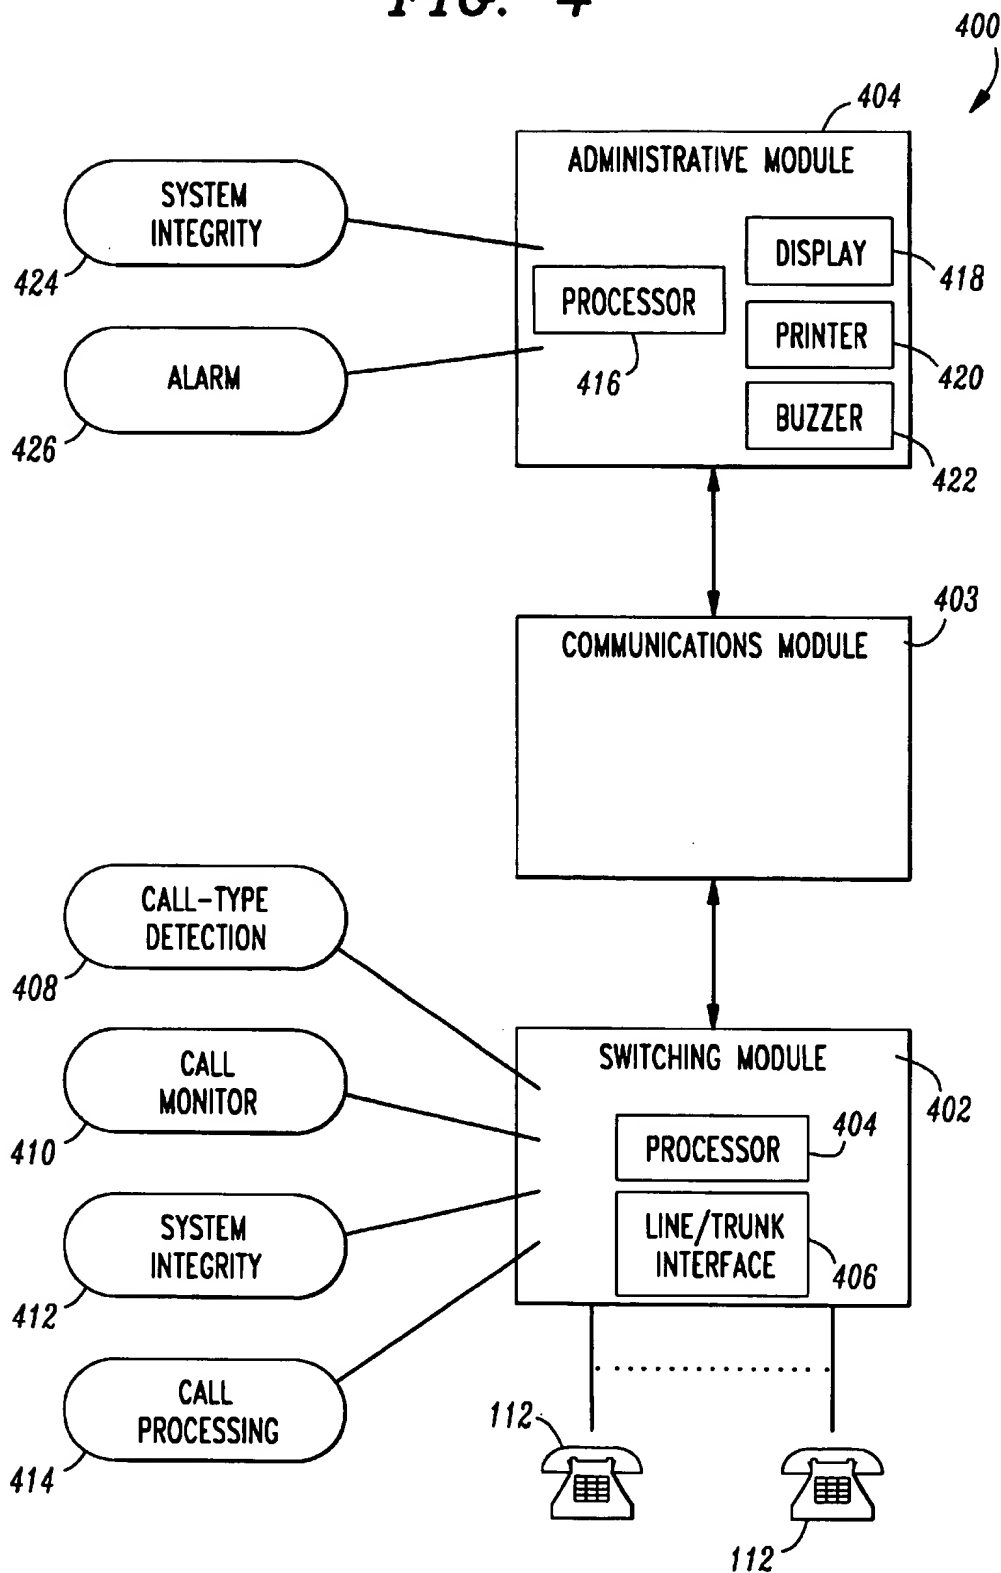 FIG. 4
400
404
ADMINISTRATIVE MODULE
SYSTEM
INTEGRITY
424
DISPLAY
418
PROCESSOR
416
PRINTER
420
ALARM
426
BUZZER
422
403
COMMUNICATIONS MODULE
CALL-TYPE
DETECTION
408
SWITCHING MODULE
402
CALL
MONITOR
410
PROCESSOR
404
SYSTEM
INTEGRITY
412
LINE/TRUNK
INTERFACE
406
CALL
PROCESSING
414
112
112